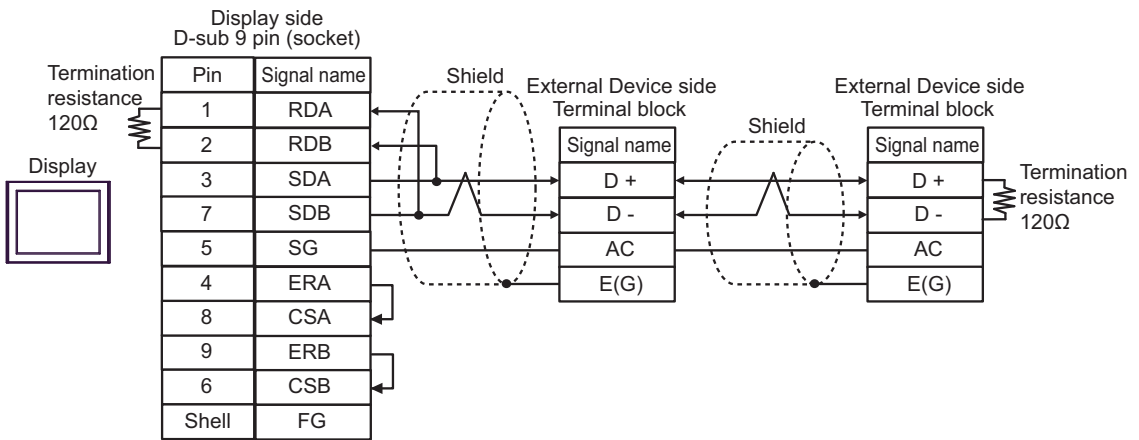 Display side
D-sub 9 pin (socket)
Termination
resistance
120Ω
Display
Pin Signal name
1 RDA
2 RDB
3 SDA
7 SDB
5 SG
4 ERA
8 CSA
9 ERB
6 CSB
Shell FG
Shield
External Device side
Terminal block
Signal name
D +
D -
AC
E(G)
Shield
External Device side
Terminal block
Signal name
D +
D -
AC
E(G)
Termination
resistance
120Ω